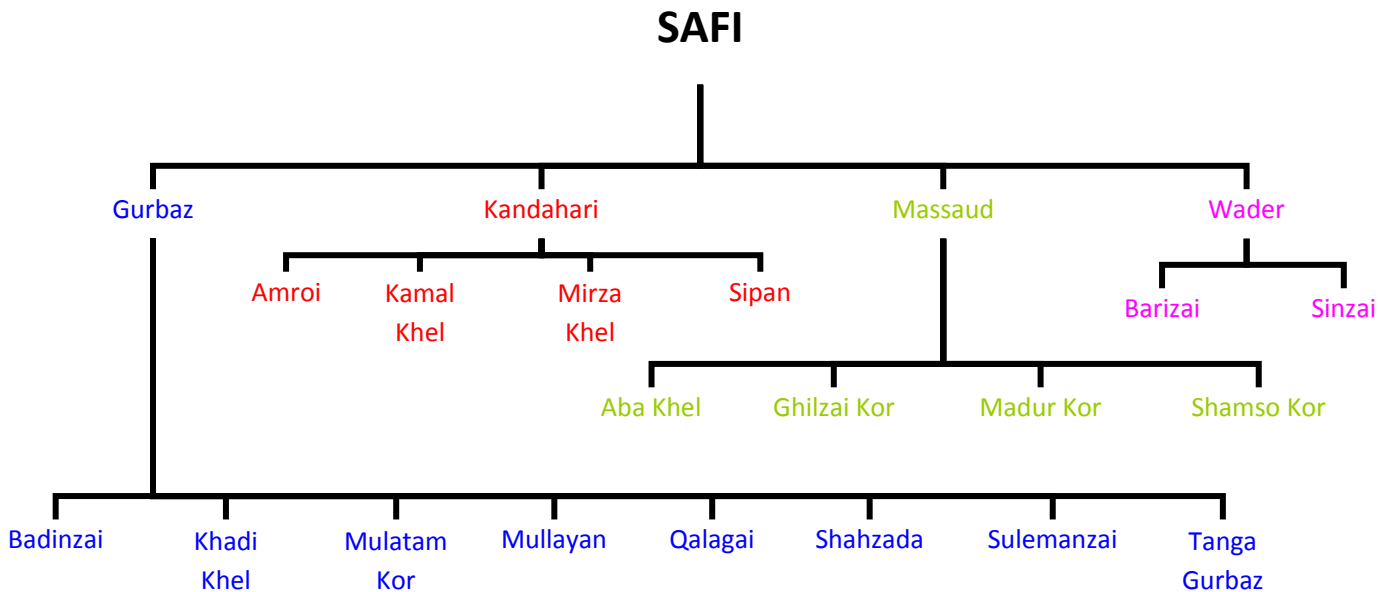 SAFI
Gurbaz
Kandahari
Massaud
Wader
Amroi
Kamal
Khel
Mirza
Khel
Sipan
Barizai
Sinzai
Aba Khel
Ghilzai Kor
Madur Kor
Shamso Kor
Badinzai
Khadi
Khel
Mulatam
Kor
Mullayan
Qalagai
Shahzada
Sulemanzai
Tanga
Gurbaz